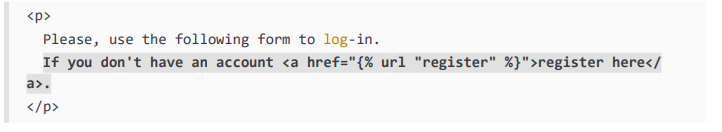 <p>
Please, use the following form to log-in.
If you don't have an account <a href="{% url "register" %}">register here</
a>.
</p>